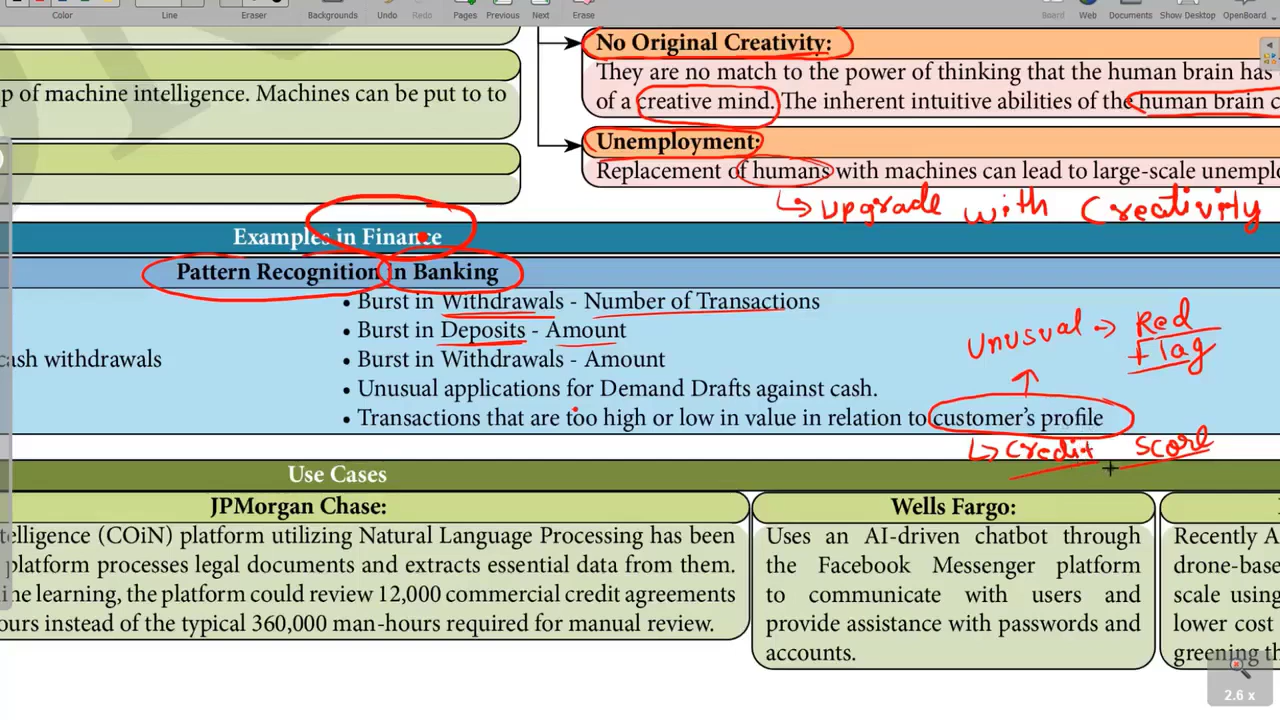 Color Line Eraser Backgrounds Undo Redo Pages Previous Next Erase Board Web Documents Show Desktop OpenBoard
No Original Creativity:
They are no match to the power of thinking that the human brain has
of a creative mind. The inherent intuitive abilities of the human brain c
p of machine intelligence. Machines can be put to to
Unemployment:
Replacement of humans with machines can lead to large-scale unempl
↳ upgrade with Creativity
Examples in Finance
Pattern Recognition in Banking
• Burst in Withdrawals - Number of Transactions
• Burst in Deposits - Amount
cash withdrawals
• Burst in Withdrawals - Amount
• Unusual applications for Demand Drafts against cash.
• Transactions that are too high or low in value in relation to customer's profile
Unusual → Red
Flag
↳ Credit Score
Use Cases
JPMorgan Chase:
telligence (COiN) platform utilizing Natural Language Processing has been
platform processes legal documents and extracts essential data from them.
ine learning, the platform could review 12,000 commercial credit agreements
ours instead of the typical 360,000 man-hours required for manual review.
Wells Fargo:
Uses an AI-driven chatbot through
the Facebook Messenger platform
to communicate with users and
provide assistance with passwords and
accounts.
Recently A
drone-base
scale using
lower cost
greening th
2.6 x